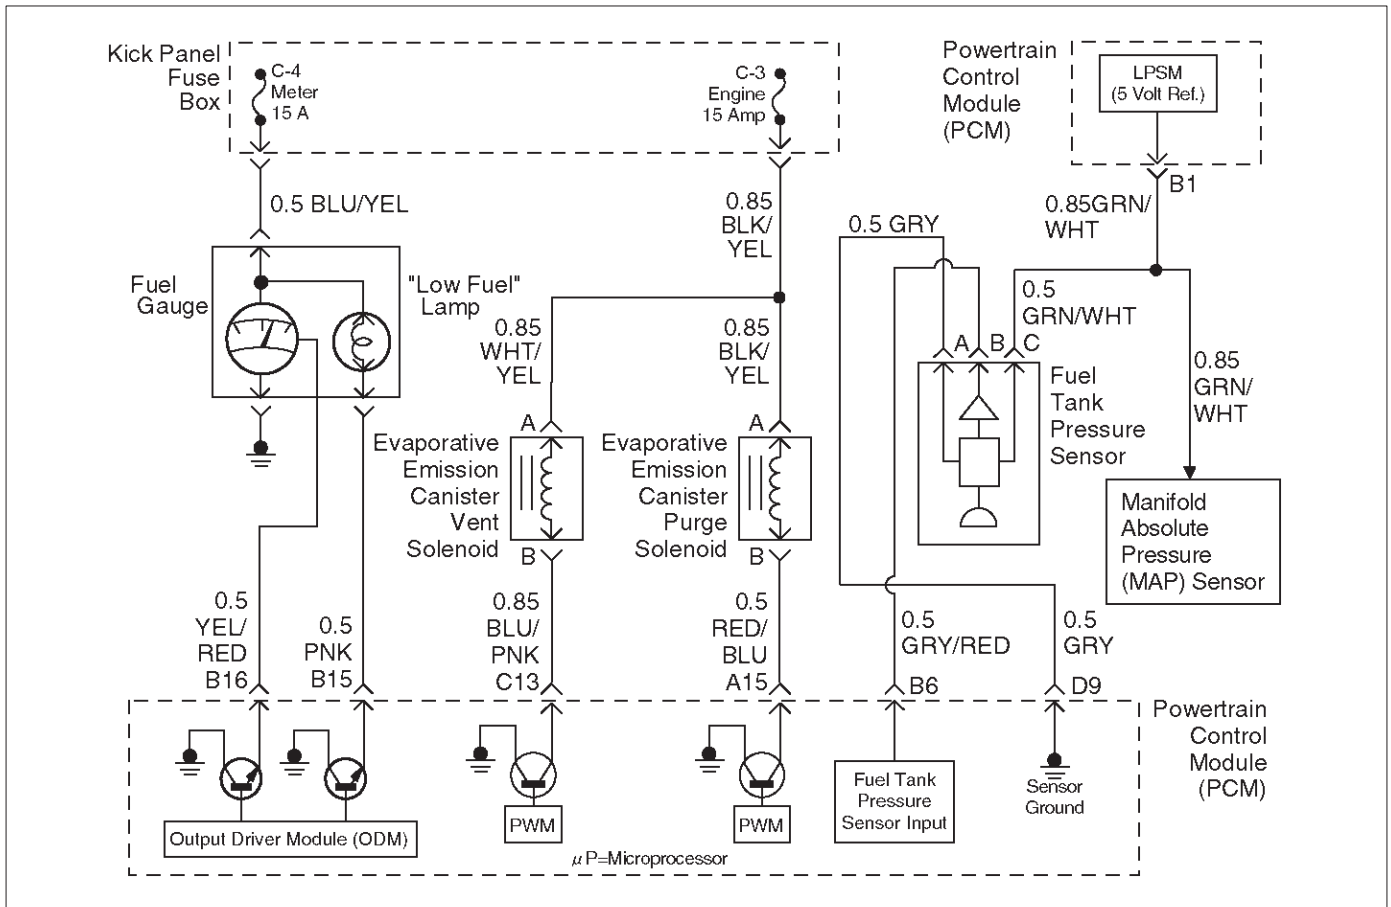 Kick Panel
Fuse
Box
C-4
Meter
15 A
C-3
Engine
15 Amp
Powertrain
Control
Module
(PCM)
LPSM
(5 Volt Ref.)
B1
0.5 BLU/YEL
0.85
BLK/
YEL
0.5 GRY
0.85GRN/
WHT
Fuel
Gauge
"Low Fuel"
Lamp
0.85
WHT/
YEL
0.85
BLK/
YEL
0.5
GRN/WHT
A B C
Fuel
Tank
Pressure
Sensor
0.85
GRN/
WHT
A
Evaporative
Emission
Canister
Vent
Solenoid
B
A
Evaporative
Emission
Canister
Purge
Solenoid
B
Manifold
Absolute
Pressure
(MAP) Sensor
0.5
YEL/
RED
B16
0.5
PNK
B15
0.85
BLU/
PNK
C13
0.5
RED/
BLU
A15
0.5
GRY/RED
B6
0.5
GRY
D9
Powertrain
Control
Module
(PCM)
Output Driver Module (ODM)
PWM
PWM
Fuel Tank
Pressure
Sensor Input
Sensor
Ground
μP=Microprocessor